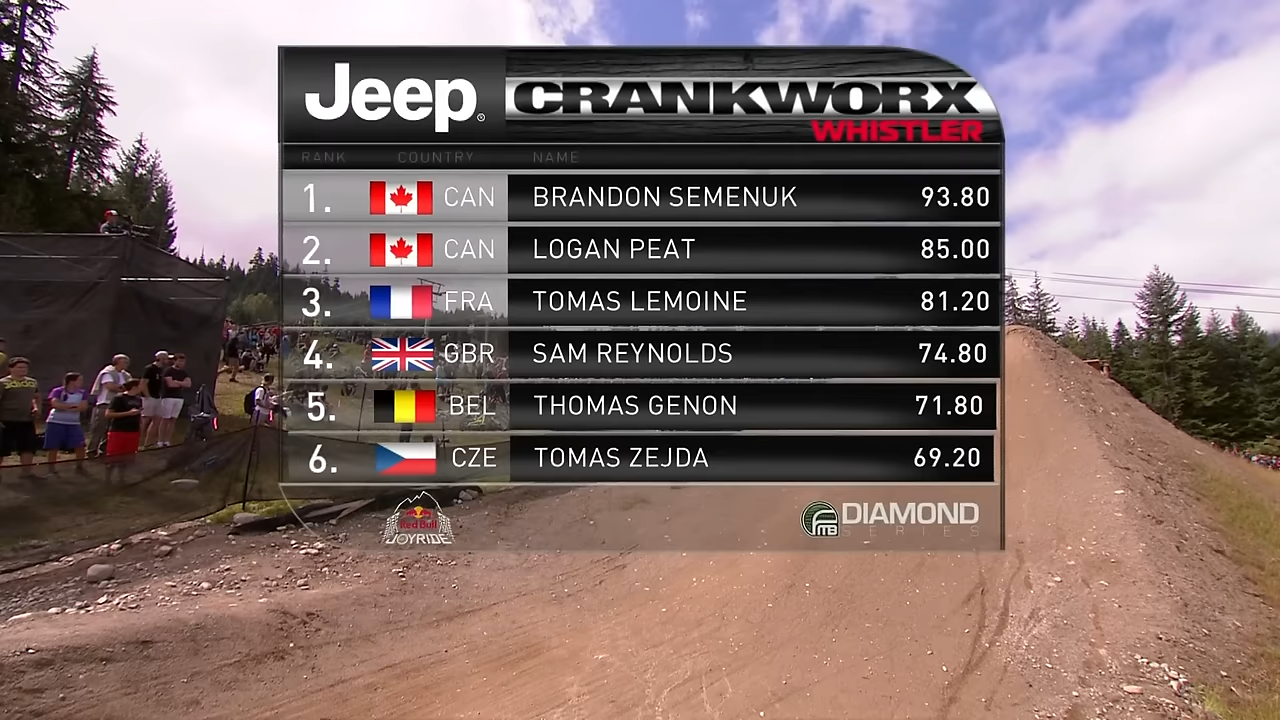 Jeep®
CRANKWORX
WHISTLER
RANK COUNTRY NAME
1. CAN BRANDON SEMENUK 93.80
2. CAN LOGAN PEAT 85.00
3. FRA TOMAS LEMOINE 81.20
4. GBR SAM REYNOLDS 74.80
5. BEL THOMAS GENON 71.80
6. CZE TOMAS ZEJDA 69.20
Red Bull
JOYRIDE
FMB DIAMOND
SERIES